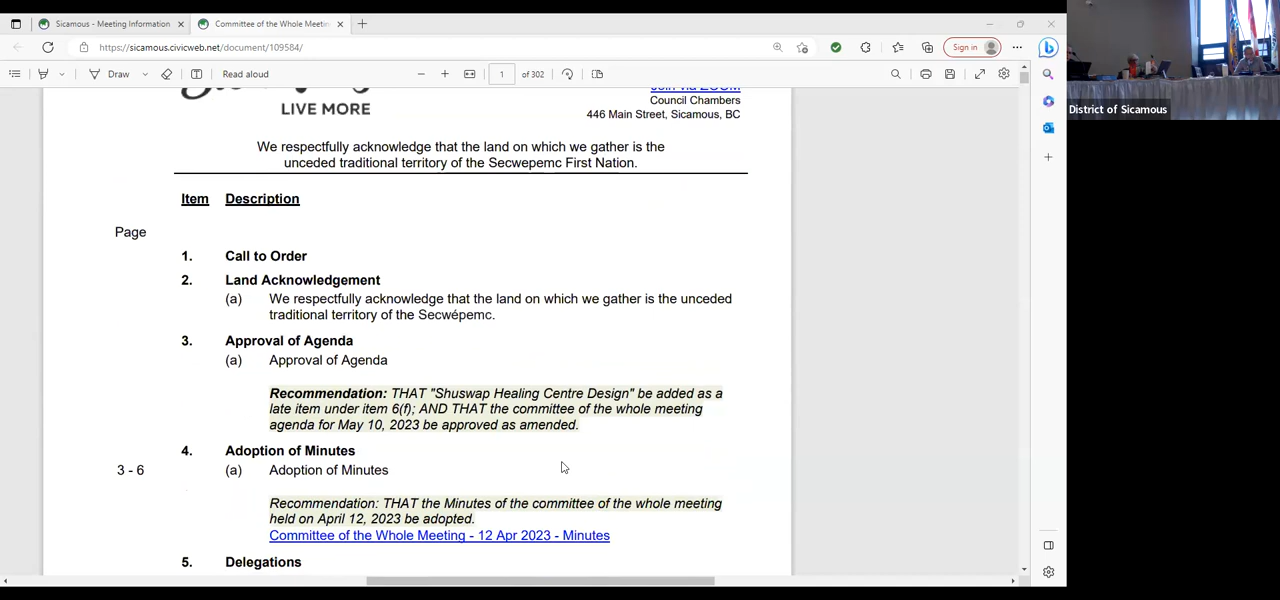 Sicamous - Meeting Information
Committee of the Whole Meetin
https://sicamous.civicweb.net/document/109584/
Sign in
Draw
Read aloud
1
of 302
LIVE MORE
Join via ZOOM
Council Chambers
446 Main Street, Sicamous, BC
We respectfully acknowledge that the land on which we gather is the
unceded traditional territory of the Secwepemc First Nation.
Item Description
Page
1. Call to Order
2. Land Acknowledgement
(a) We respectfully acknowledge that the land on which we gather is the unceded
traditional territory of the Secwépemc.
3. Approval of Agenda
(a) Approval of Agenda
Recommendation: THAT "Shuswap Healing Centre Design" be added as a
late item under item 6(f); AND THAT the committee of the whole meeting
agenda for May 10, 2023 be approved as amended.
4. Adoption of Minutes
3 - 6 (a) Adoption of Minutes
Recommendation: THAT the Minutes of the committee of the whole meeting
held on April 12, 2023 be adopted.
Committee of the Whole Meeting - 12 Apr 2023 - Minutes
5. Delegations
District of Sicamous